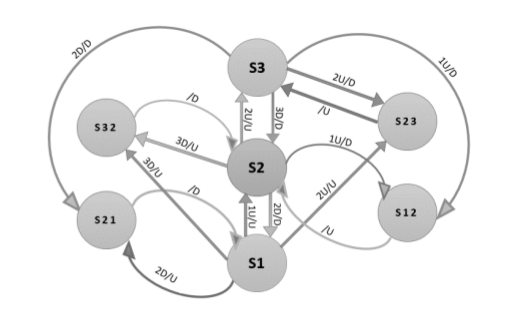 2D/D
S3
1U/D
2U/D
/D
/U
S23
S32
2U/U
3D/D
3D/U
1U/D
S2
3D/U
/D
2U/U
S21
1U/U
2D/D
S12
/U
S1
2D/U